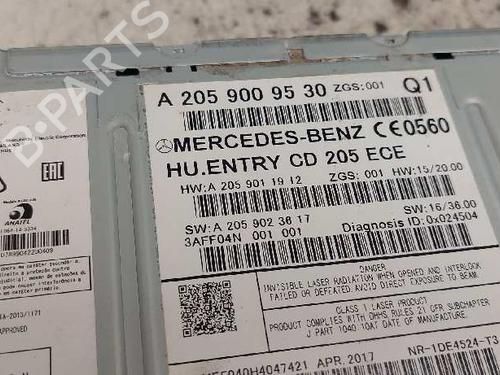 A 205 900 95 30 ZGS:001 Q1
MERCEDES-BENZ CE0560
HU.ENTRY CD 205 ECE
HW:A 205 901 19 12 ZGS: 001 HW:15/20.00
SW:A 205 902 36 17 SW:16/36.00
3AFF04N 001 001 Diagnosis ID:0x024504
DANGER
INVISIBLE LASER RADIATION WHEN OPENED AND INTERLOCK
FAILED OR DEFEATED.AVOID DIRECT EXPOSURE TO BEAM.
CLASS 1 LASER PRODUCT
PRODUCT COMPLIES WITH DHHS RULES 21 CFR SUBCHAPTER
J PART 1040.10AT DATE OF MANUFACTURE
APR.2017 NR-1DE4524-T3
Electric Corporation
EAC
ANATEL
B-PARTS